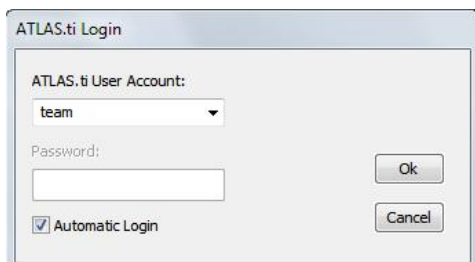 ATLAS.ti Login
ATLAS.ti User Account:
team
Password:
Ok
Automatic Login
Cancel